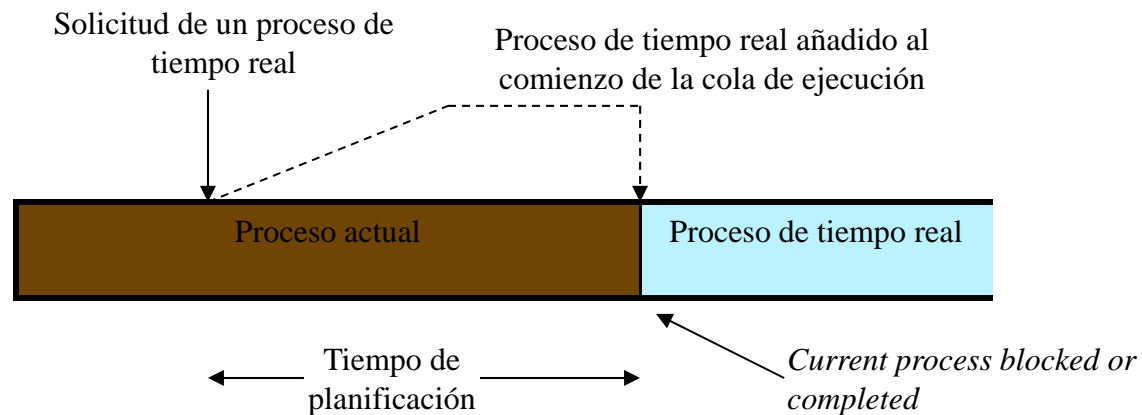 Solicitud de un proceso de
tiempo real
Proceso de tiempo real añadido al
comienzo de la cola de ejecución
Proceso actual
Proceso de tiempo real
Tiempo de
planificación
Current process blocked or
completed